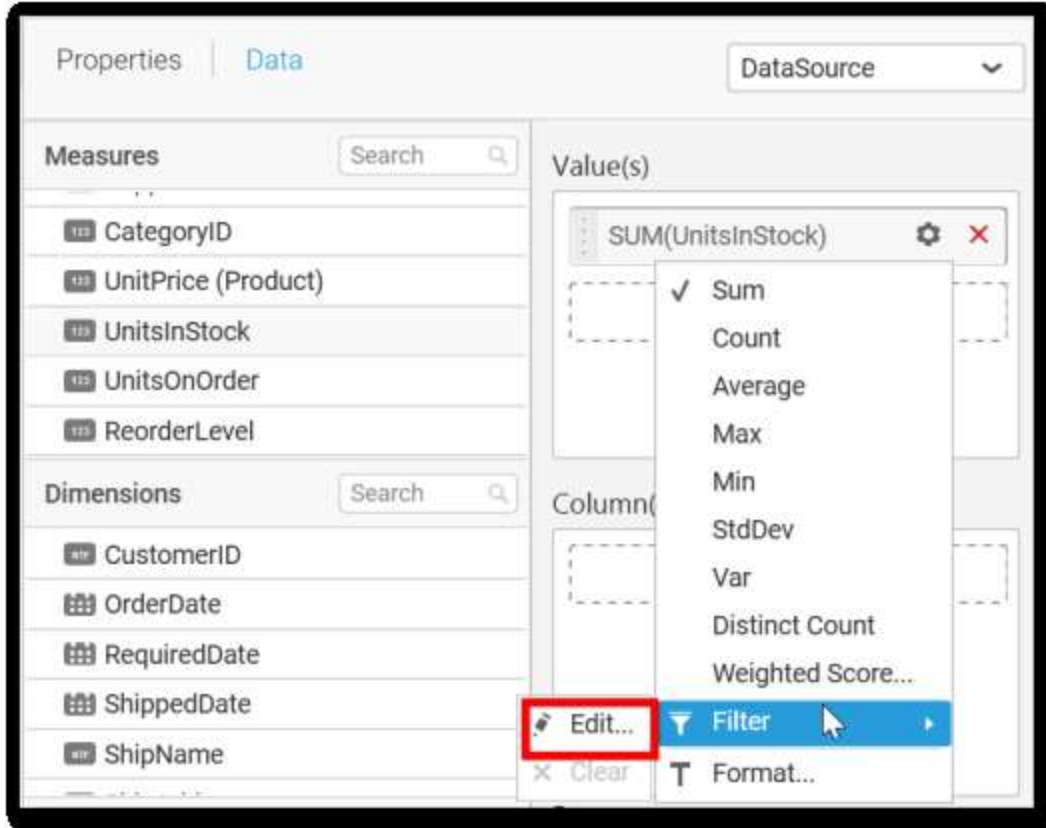 Properties
Data
DataSource
Measures
Search
CategoryID
UnitPrice (Product)
UnitsInStock
UnitsOnOrder
ReorderLevel
Dimensions
Search
CustomerID
OrderDate
RequiredDate
ShippedDate
ShipName
Value(s)
SUM(UnitsInStock)
Column(
Sum
Count
Average
Max
Min
StdDev
Var
Distinct Count
Weighted Score...
Filter
Format...
Edit...
Clear